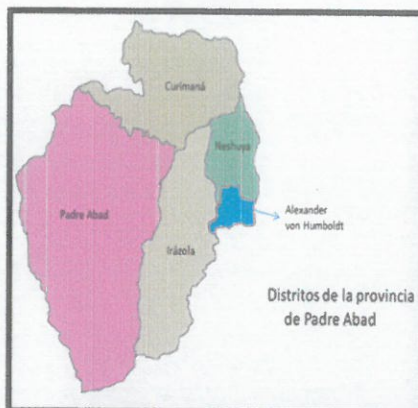 Curimaná
Neshuya
Padre Abad
Alexander
von Humboldt
Irázola
Distritos de la provincia
de Padre Abad